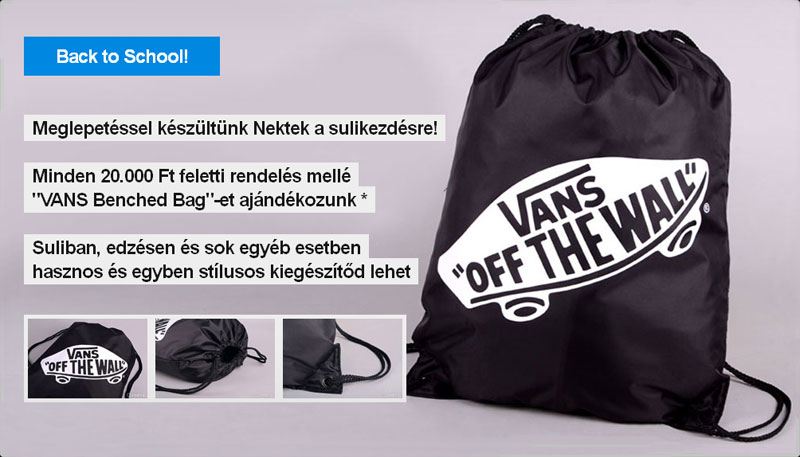 Back to School!
Meglepetéssel készültünk Nektek a sulikezdésre!
Minden 20.000 Ft feletti rendelés mellé
"VANS Benched Bag"-et ajándékozunk *
Suliban, edzésen és sok egyéb esetben
hasznos és egyben stílusos kiegészítőd lehet
VANS
"OFF THE WALL"
®
VANS
"OFF THE WALL"